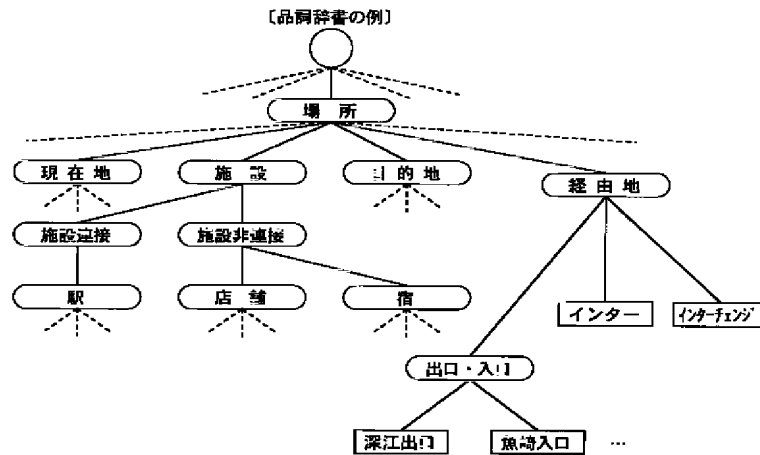 〔品詞辞書の例〕
場所
現在地
施設
目的地
経由地
施設連接
施設非連接
駅
店舗
宿
インター
インターチェンジ
出口・入口
深江出口
魚崎入口
…